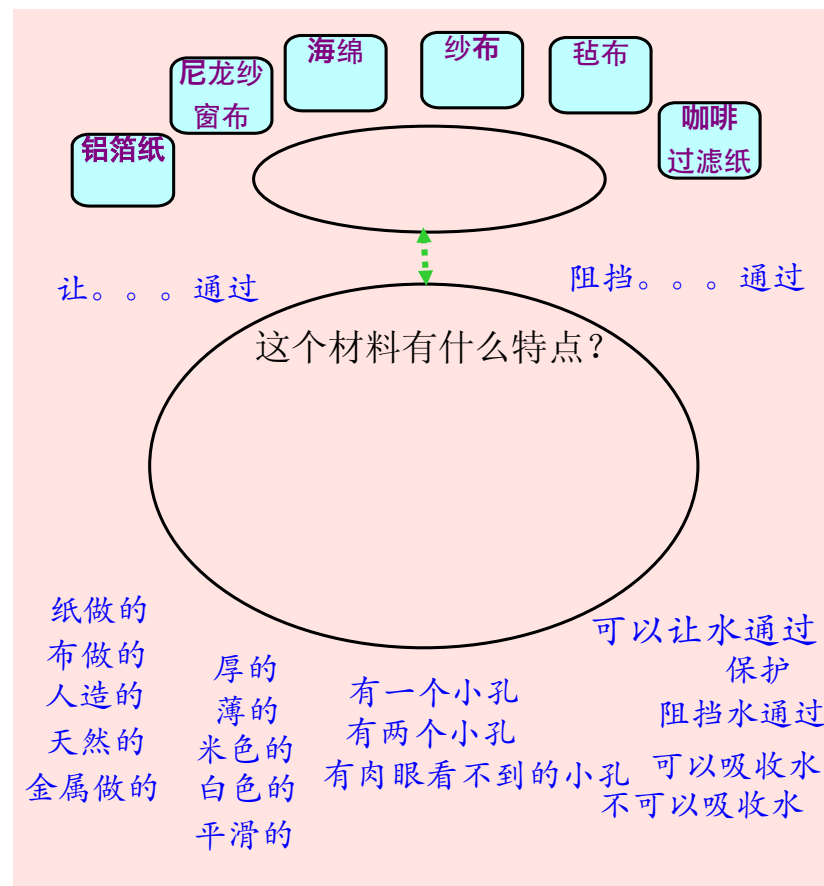 海绵
纱布
毡布
尼龙纱
窗布
咖啡
过滤纸
铝箔纸
让。。。通过
阻挡。。。通过
这个材料有什么特点？
纸做的
布做的
人造的
天然的
金属做的
厚的
薄的
米色的
白色的
平滑的
有一个小孔
有两个小孔
有肉眼看不到的小孔
可以让水通过
保护
阻挡水通过
可以吸收水
不可以吸收水